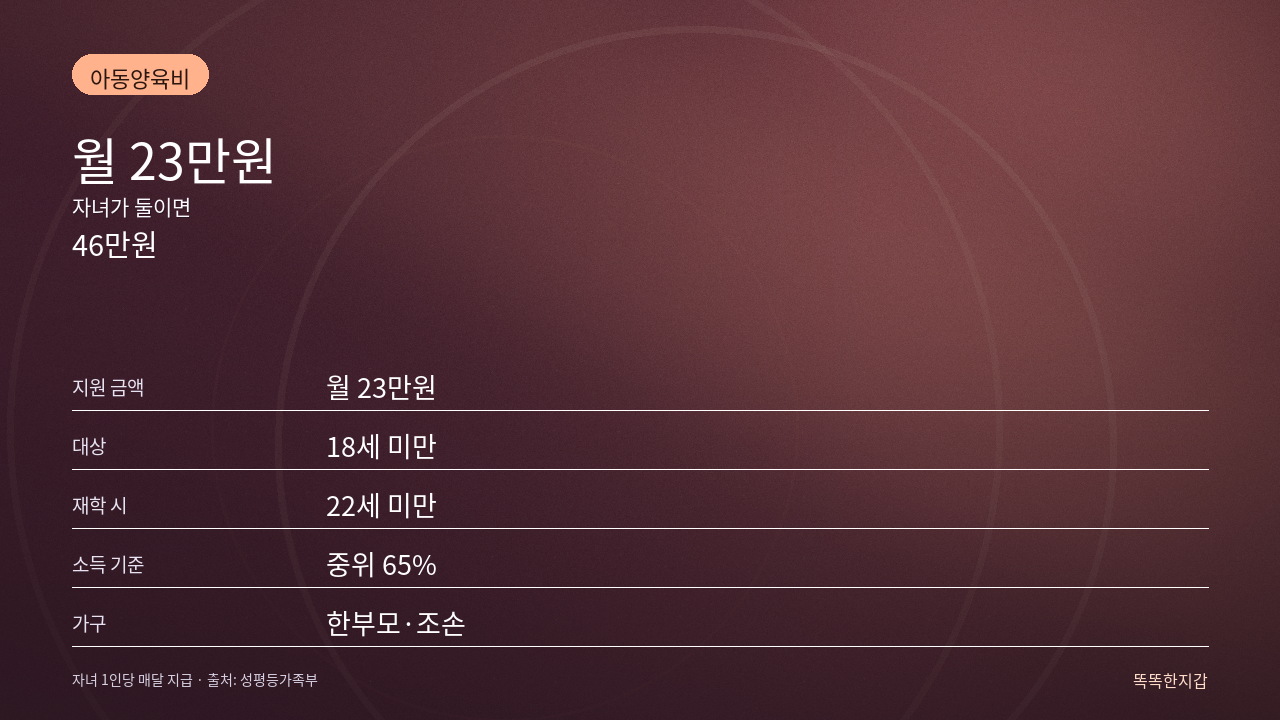 아동양육비
월 23만원
자녀가 둘이면
46만원
지원 금액 월 23만원
대상 18세 미만
재학 시 22세 미만
소득 기준 중위 65%
가구 한부모·조손
자녀 1인당 매달 지급 · 출처: 성평등가족부
똑똑한지갑